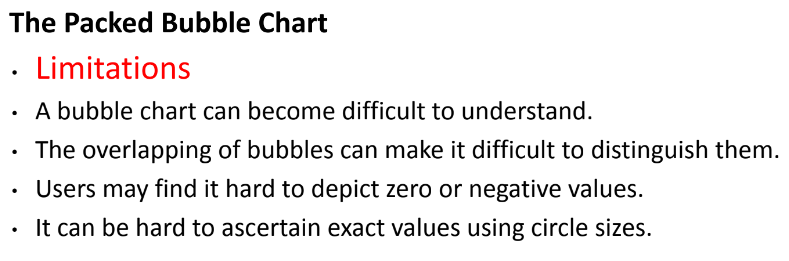 The Packed Bubble Chart
• Limitations
• A bubble chart can become difficult to understand.
• The overlapping of bubbles can make it difficult to distinguish them.
• Users may find it hard to depict zero or negative values.
• It can be hard to ascertain exact values using circle sizes.